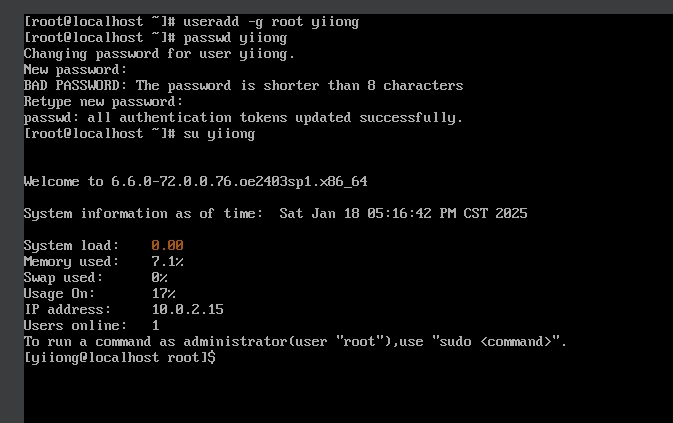 [root@localhost ~]# useradd -g root yiiong
[root@localhost ~]# passwd yiiong
Changing password for user yiiong.
New password:
BAD PASSWORD: The password is shorter than 8 characters
Retype new password:
passwd: all authentication tokens updated successfully.
[root@localhost ~]# su yiiong
Welcome to 6.6.0-72.0.0.76.oe2403sp1.x86_64
System information as of time:  Sat Jan 18 05:16:42 PM CST 2025
System load:    0.00
Memory used:    7.1%
Swap used:      0%
Usage On:       17%
IP address:     10.0.2.15
Users online:   1
To run a command as administrator(user "root"),use "sudo <command>".
[yiiong@localhost root]$